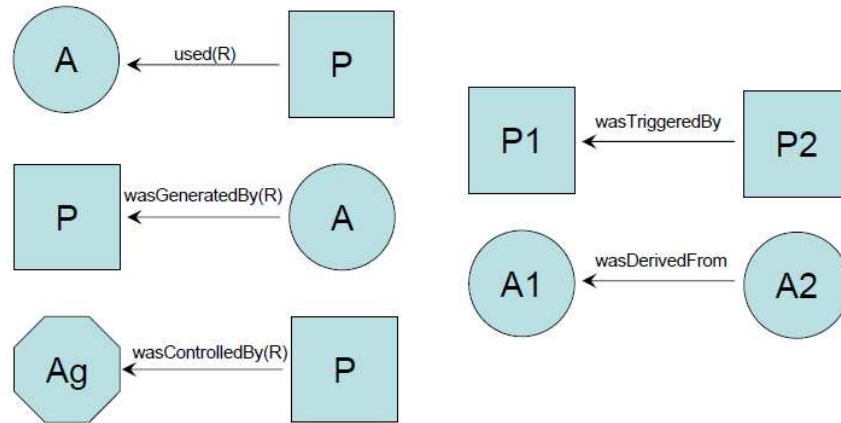 A
used(R)
P
P
wasGeneratedBy(R)
A
Ag
wasControlledBy(R)
P
P1
wasTriggeredBy
P2
A1
wasDerivedFrom
A2